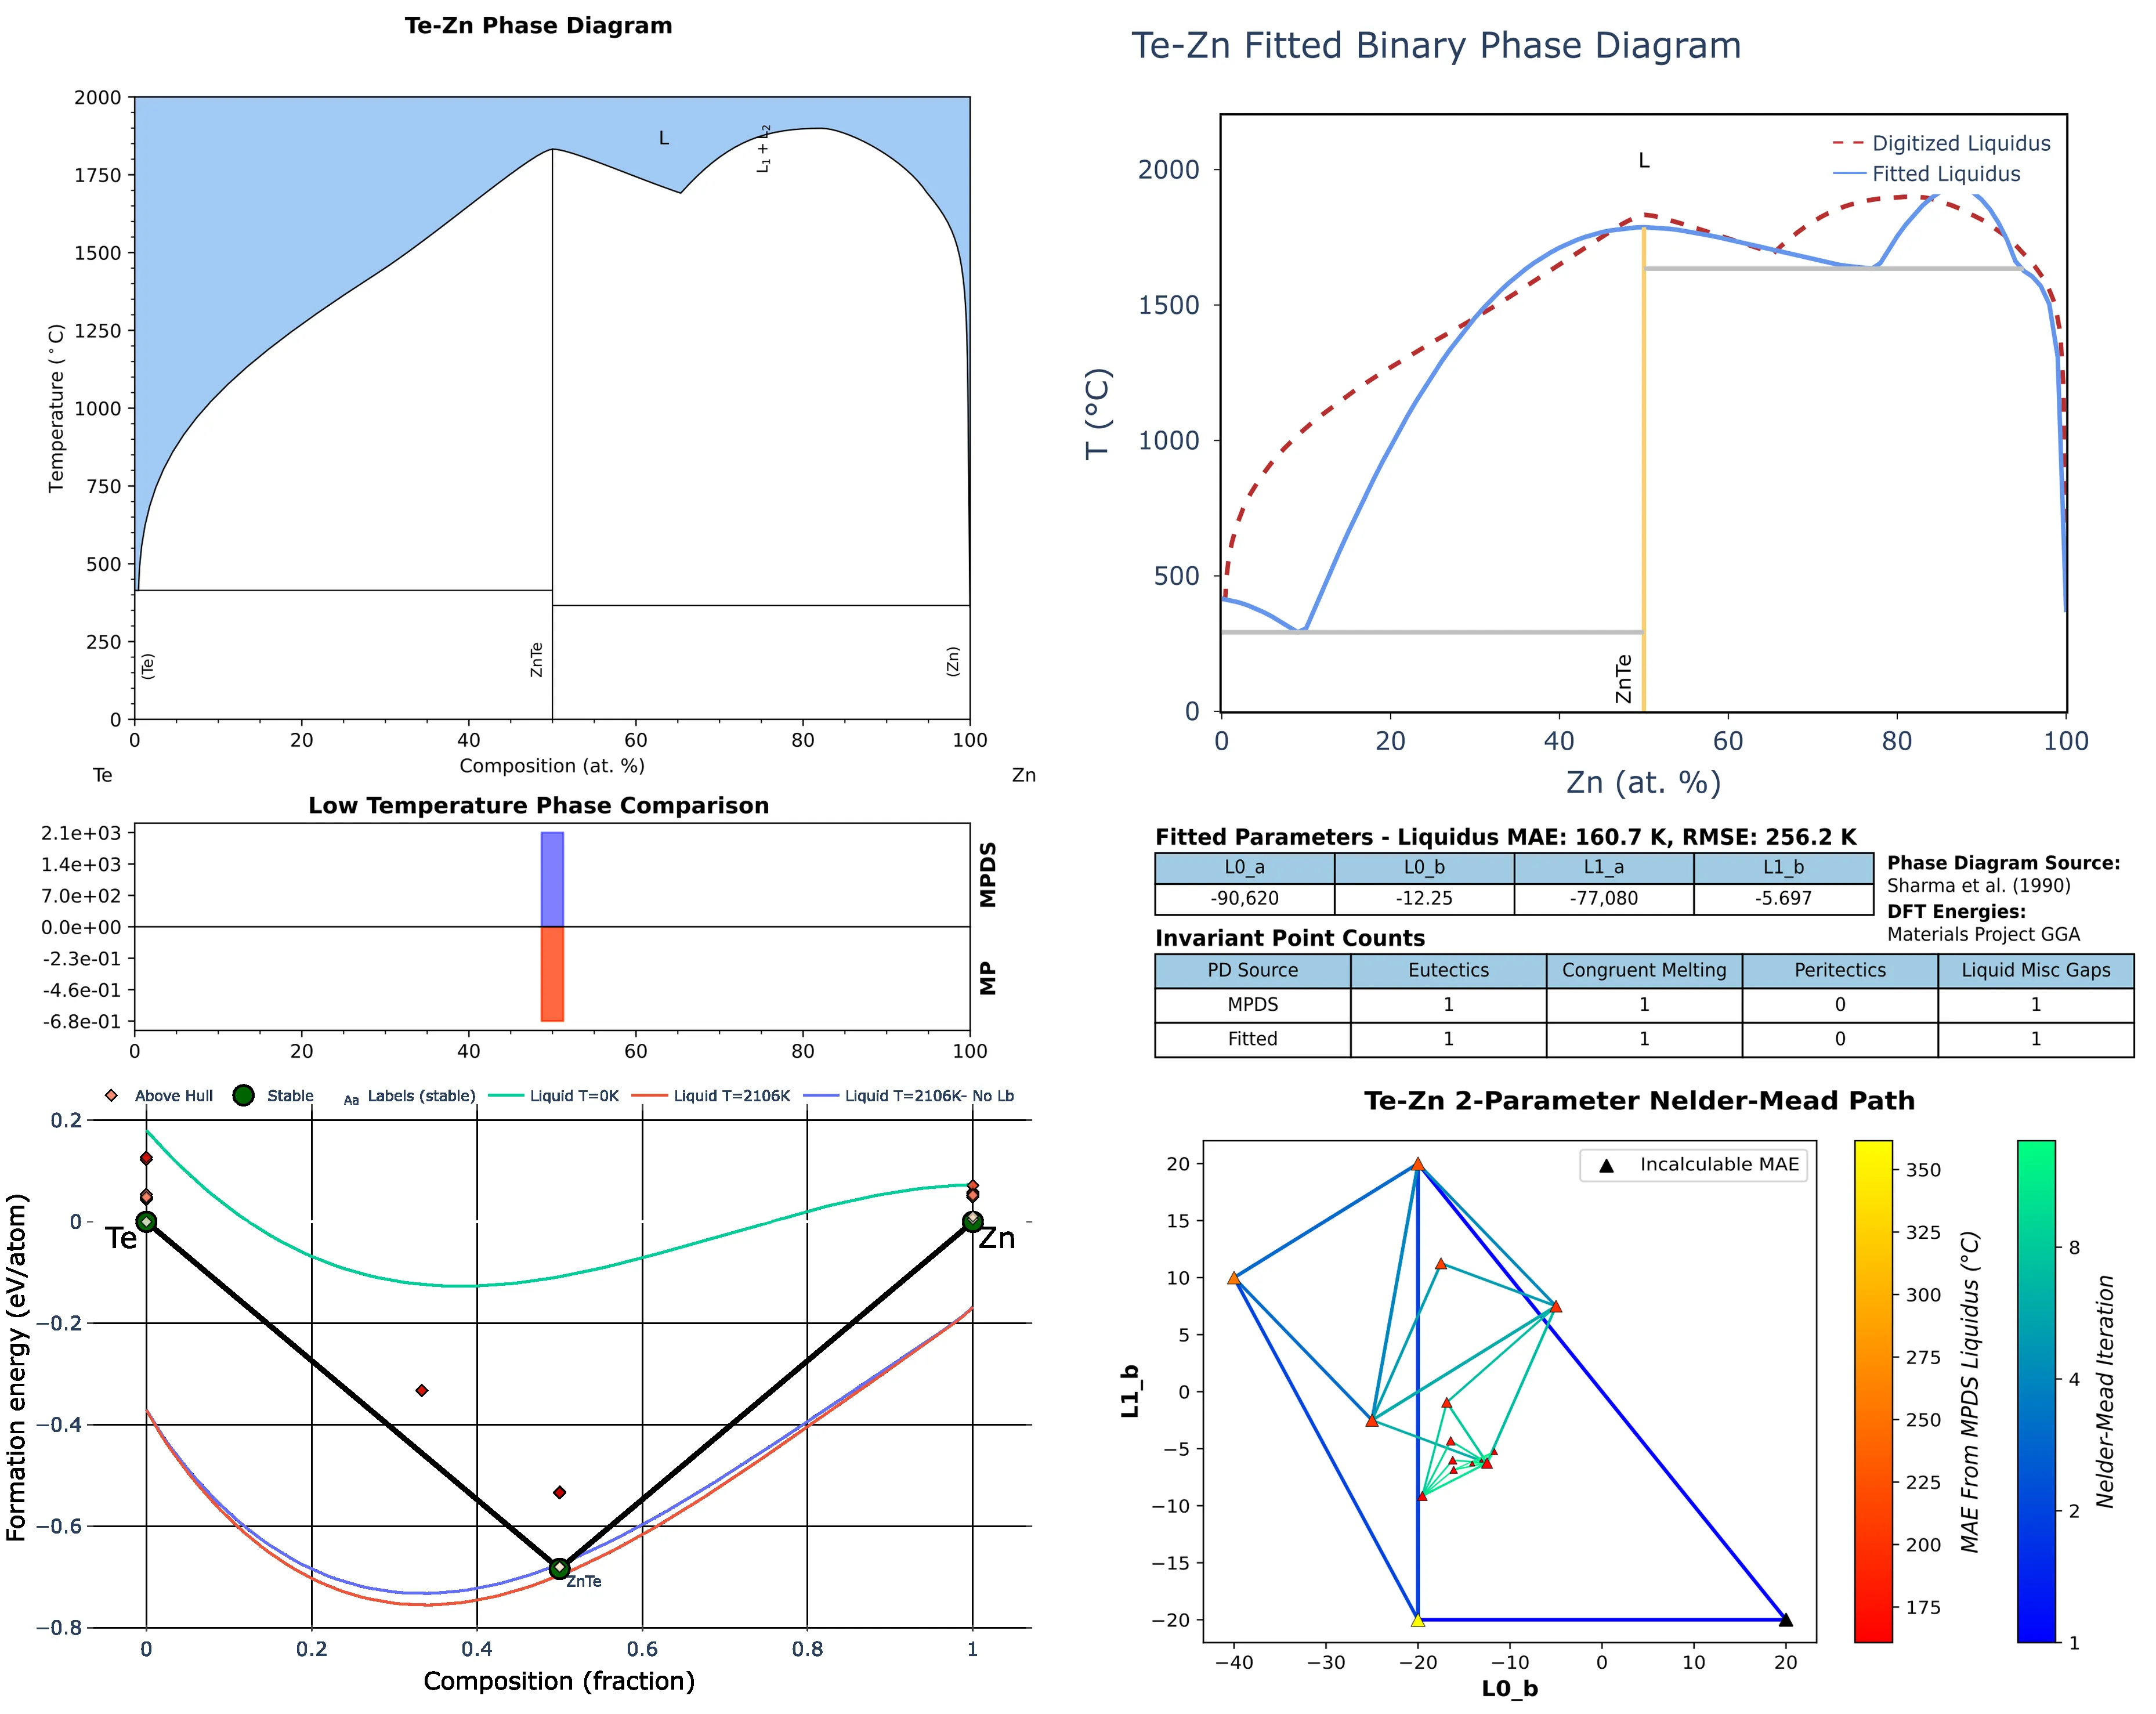 Te-Zn Phase Diagram
2000
1750
1500
1250
1000
750
500
250
0
Temperature (°C)
L
L1 + L2
(Te)
ZnTe
(Zn)
0 20 40 60 80 100
Composition (at. %)
Te Zn
Te-Zn Fitted Binary Phase Diagram
Digitized Liquidus
Fitted Liquidus
L
2000
1500
1000
500
0
T (°C)
ZnTe
0 20 40 60 80 100
Zn (at. %)
Low Temperature Phase Comparison
2.1e+03
1.4e+03
7.0e+02
0.0e+00
-2.3e-01
-4.6e-01
-6.8e-01
MPDS
MP
0 20 40 60 80 100
Fitted Parameters - Liquidus MAE: 160.7 K, RMSE: 256.2 K
L0_a L0_b L1_a L1_b
-90,620 -12.25 -77,080 -5.697
Phase Diagram Source:
Sharma et al. (1990)
DFT Energies:
Materials Project GGA
Invariant Point Counts
PD Source Eutectics Congruent Melting Peritectics Liquid Misc Gaps
MPDS 1 1 0 1
Fitted 1 1 0 1
Above Hull Stable Aa Labels (stable) Liquid T=0K Liquid T=2106K Liquid T=2106K- No Lb
0.2
0
−0.2
−0.4
−0.6
−0.8
Formation energy (eV/atom)
Te
Zn
ZnTe
0 0.2 0.4 0.6 0.8 1
Composition (fraction)
Te-Zn 2-Parameter Nelder-Mead Path
Incalculable MAE
20
15
10
5
0
−5
−10
−15
−20
L1_b
−40 −30 −20 −10 0 10 20
L0_b
350
325
300
275
250
225
200
175
MAE From MPDS Liquidus (°C)
8
4
2
1
Nelder-Mead Iteration